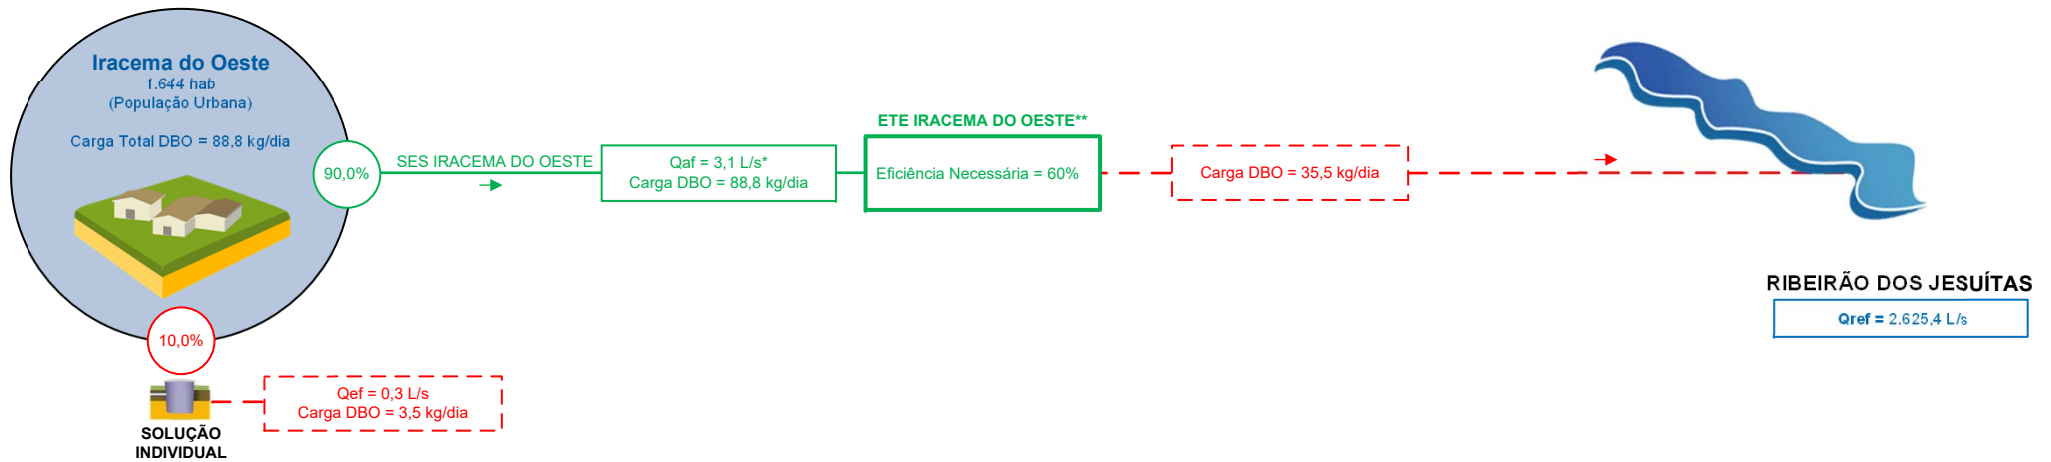 Iracema do Oeste
1.644 hab
(População Urbana)
Carga Total DBO = 88,8 kg/dia
90,0%
SES IRACEMA DO OESTE
Qaf = 3,1 L/s*
Carga DBO = 88,8 kg/dia
ETE IRACEMA DO OESTE**
Eficiência Necessária = 60%
Carga DBO = 35,5 kg/dia
RIBEIRÃO DOS JESUÍTAS
Qref = 2.625,4 L/s
10,0%
Qef = 0,3 L/s
Carga DBO = 3,5 kg/dia
SOLUÇÃO
INDIVIDUAL